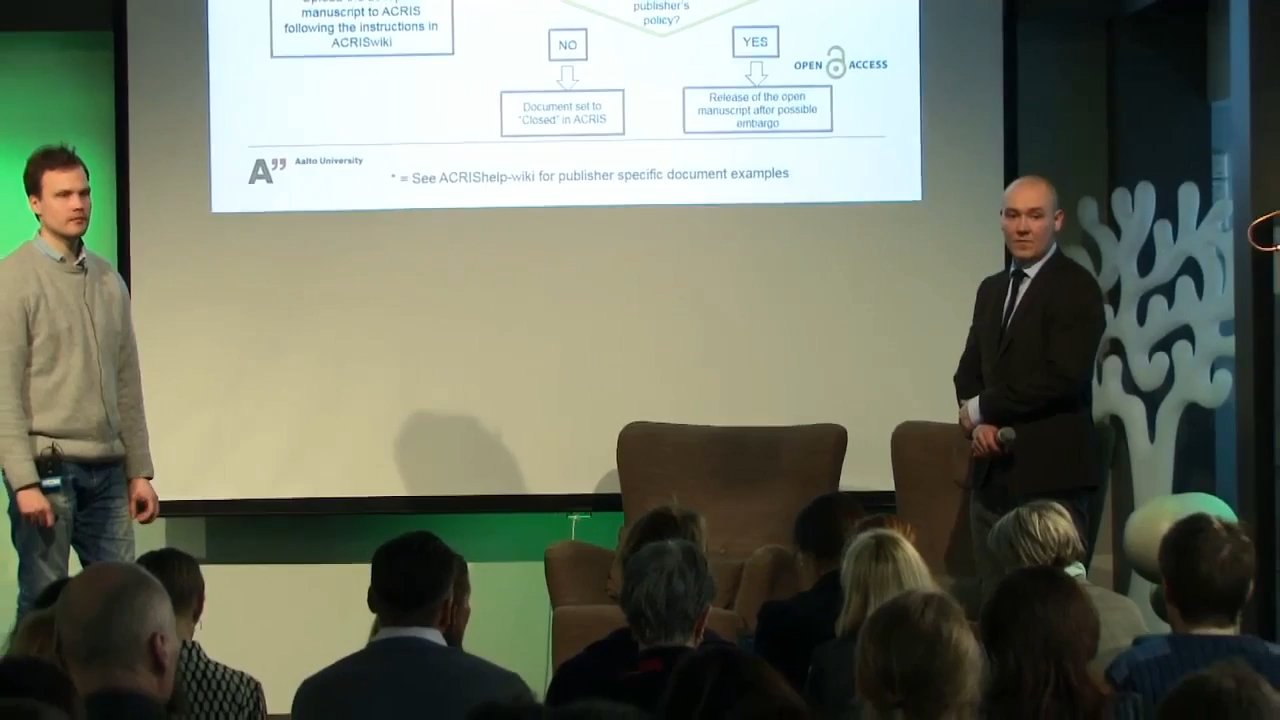 manuscript to ACRIS
following the instructions in
ACRISwiki
publisher's
policy?
NO
YES
OPEN ACCESS
Document set to
"Closed" in ACRIS
Release of the open
manuscript after possible
embargo
A”
Aalto University
* = See ACRIShelp-wiki for publisher specific document examples